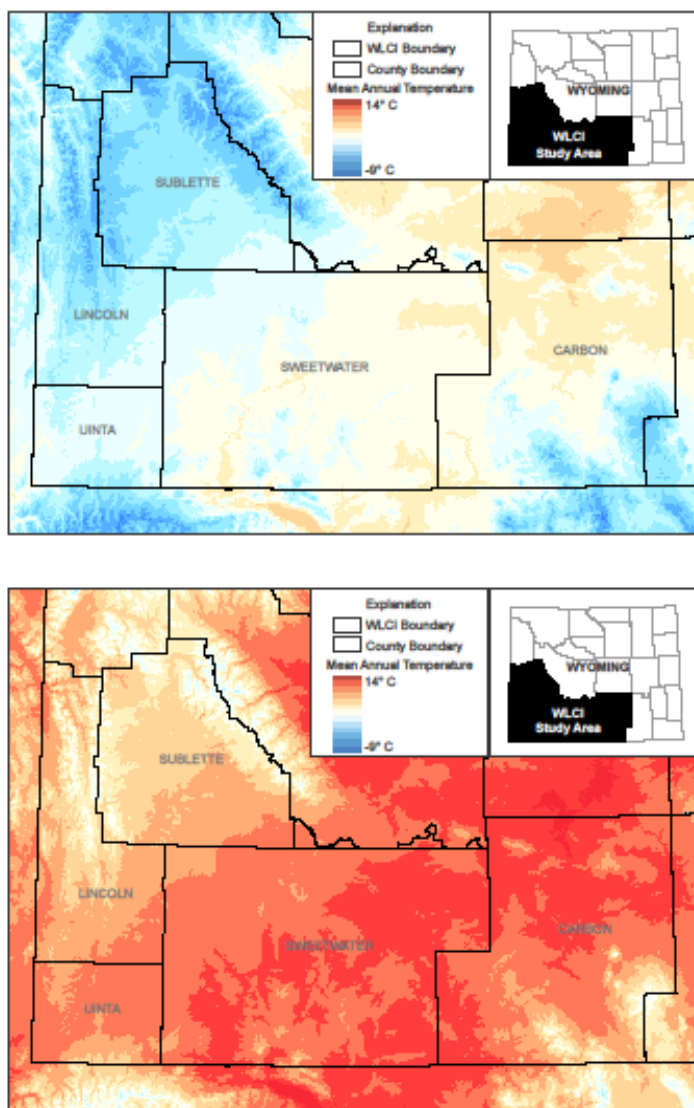 Explanation
WLCI Boundary
County Boundary
Mean Annual Temperature
14° C
-9° C
WYOMING
WLCI
Study Area
SUBLETTE
LINCOLN
SWEETWATER
CARBON
UINTA
Explanation
WLCI Boundary
County Boundary
Mean Annual Temperature
14° C
-9° C
WYOMING
WLCI
Study Area
SUBLETTE
LINCOLN
SWEETWATER
CARBON
UINTA